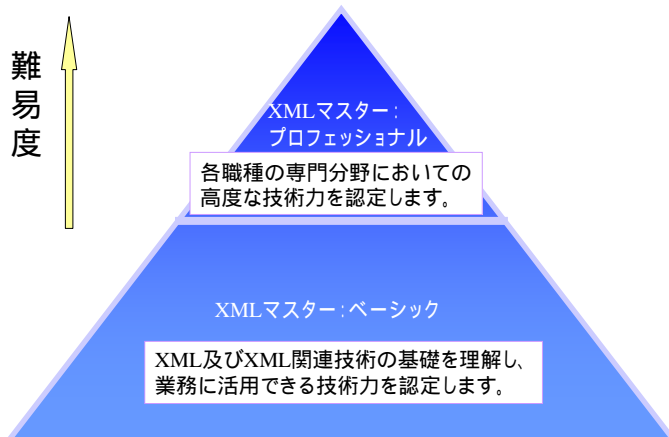 難易度
XMLマスター:
プロフェッショナル
各職種の専門分野においての
高度な技術力を認定します。
XMLマスター:ベーシック
XML及びXML関連技術の基礎を理解し、
業務に活用できる技術力を認定します。